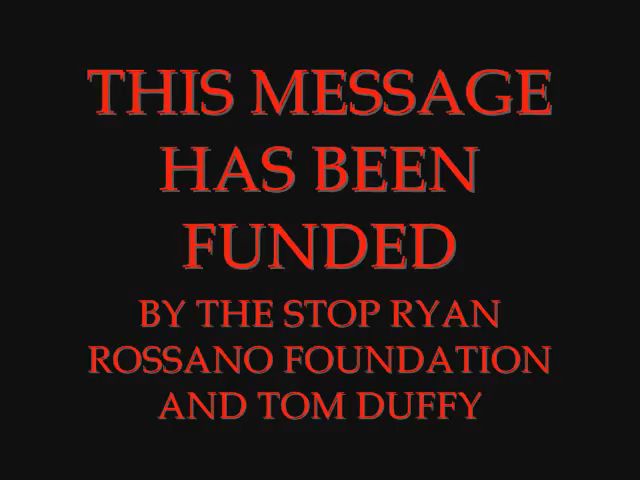 THIS MESSAGE
HAS BEEN
FUNDED
BY THE STOP RYAN
ROSSANO FOUNDATION
AND TOM DUFFY